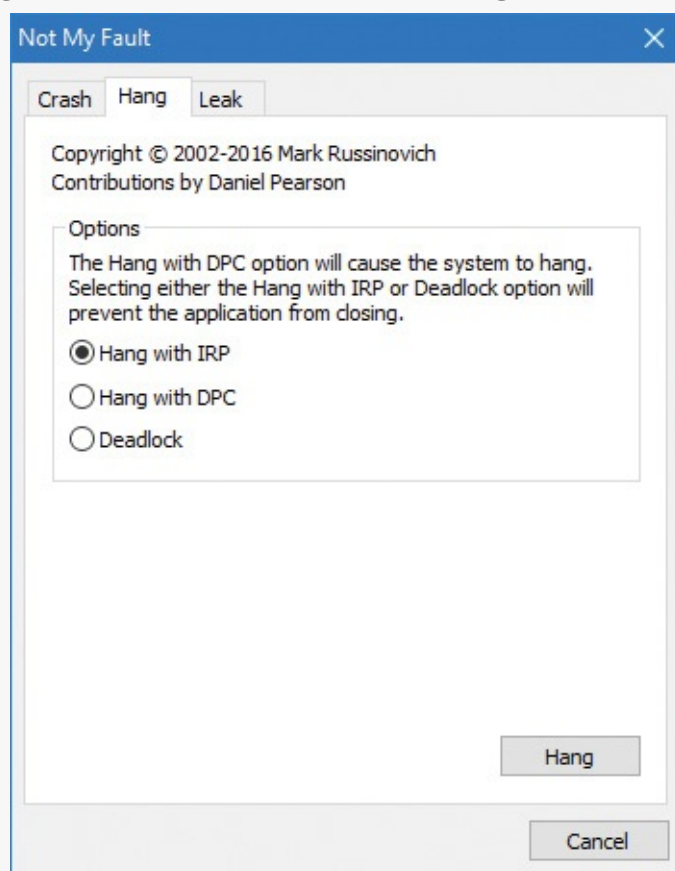 Not My Fault
Crash Hang Leak
Copyright © 2002-2016 Mark Russinovich
Contributions by Daniel Pearson
Options
The Hang with DPC option will cause the system to hang.
Selecting either the Hang with IRP or Deadlock option will
prevent the application from closing.
Hang with IRP
Hang with DPC
Deadlock
Hang
Cancel